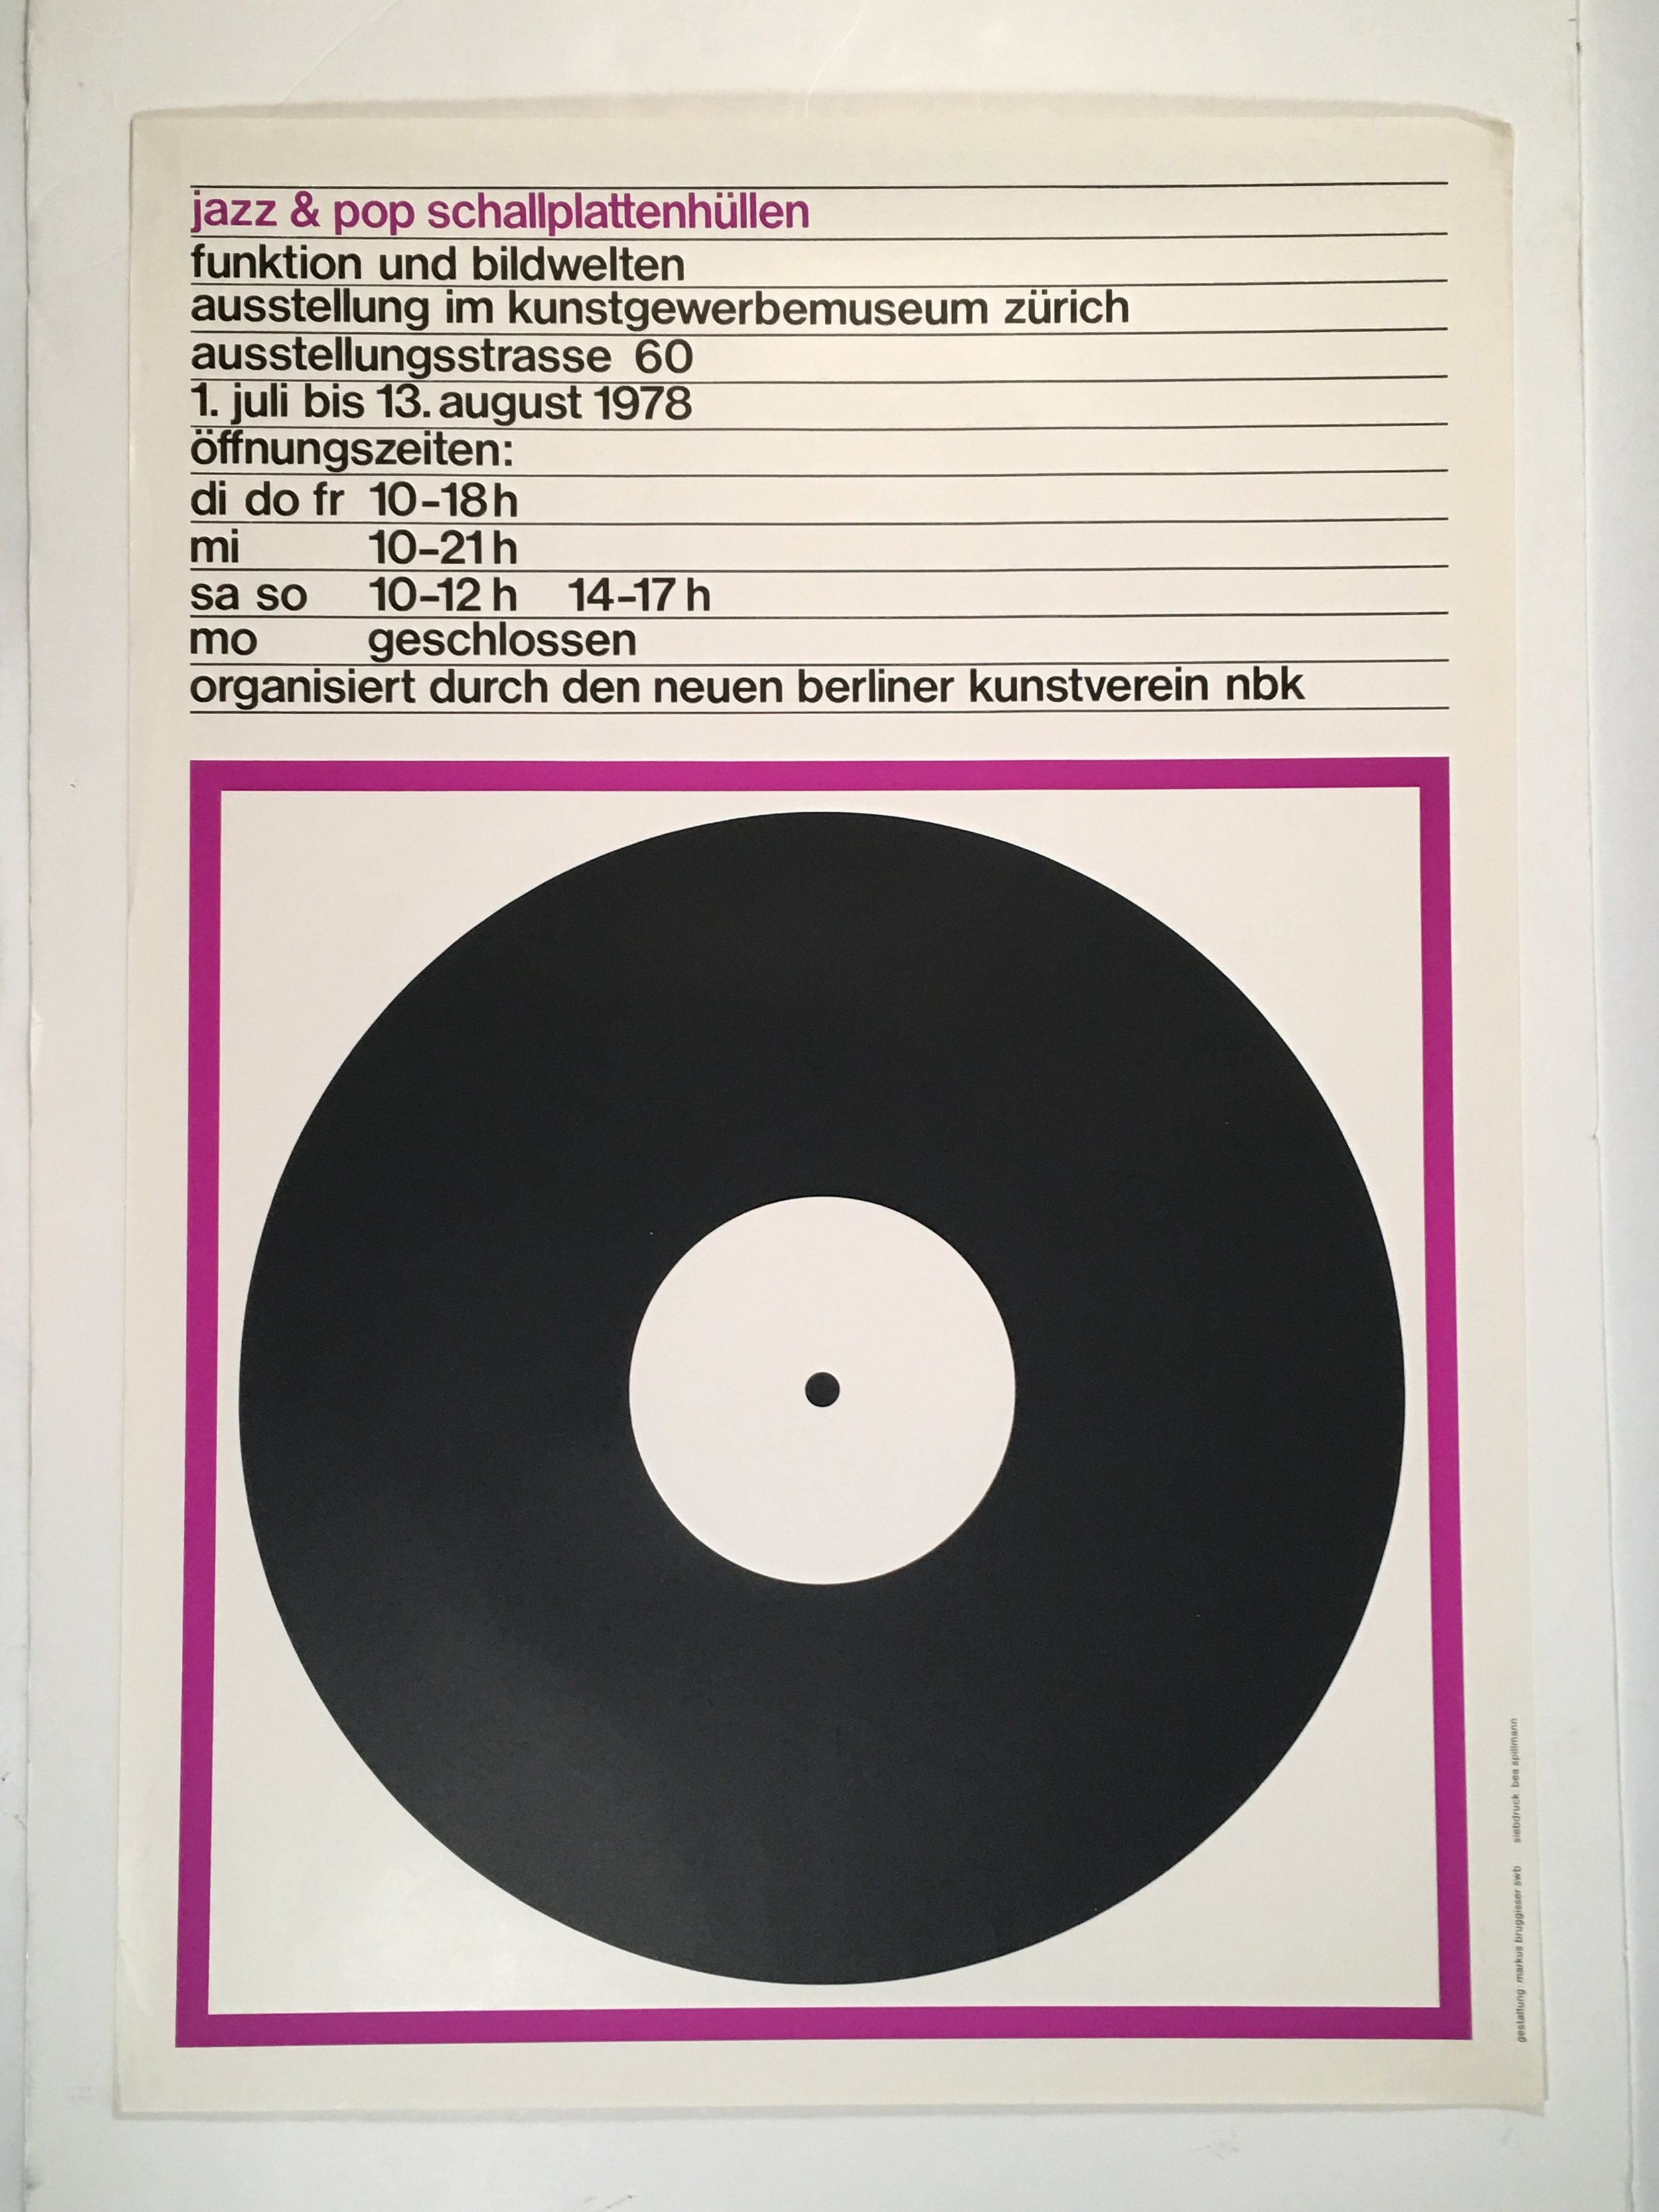 jazz & pop schallplattenhüllen
funktion und bildwelten
ausstellung im kunstgewerbemuseum zürich
ausstellungsstrasse 60
1. juli bis 13. august 1978
öffnungszeiten:
di do fr 10–18 h
mi 10–21 h
sa so 10–12 h 14–17 h
mo geschlossen
organisiert durch den neuen berliner kunstverein nbk
gestaltung: markus bruggisser swb siebdruck: bea spillmann